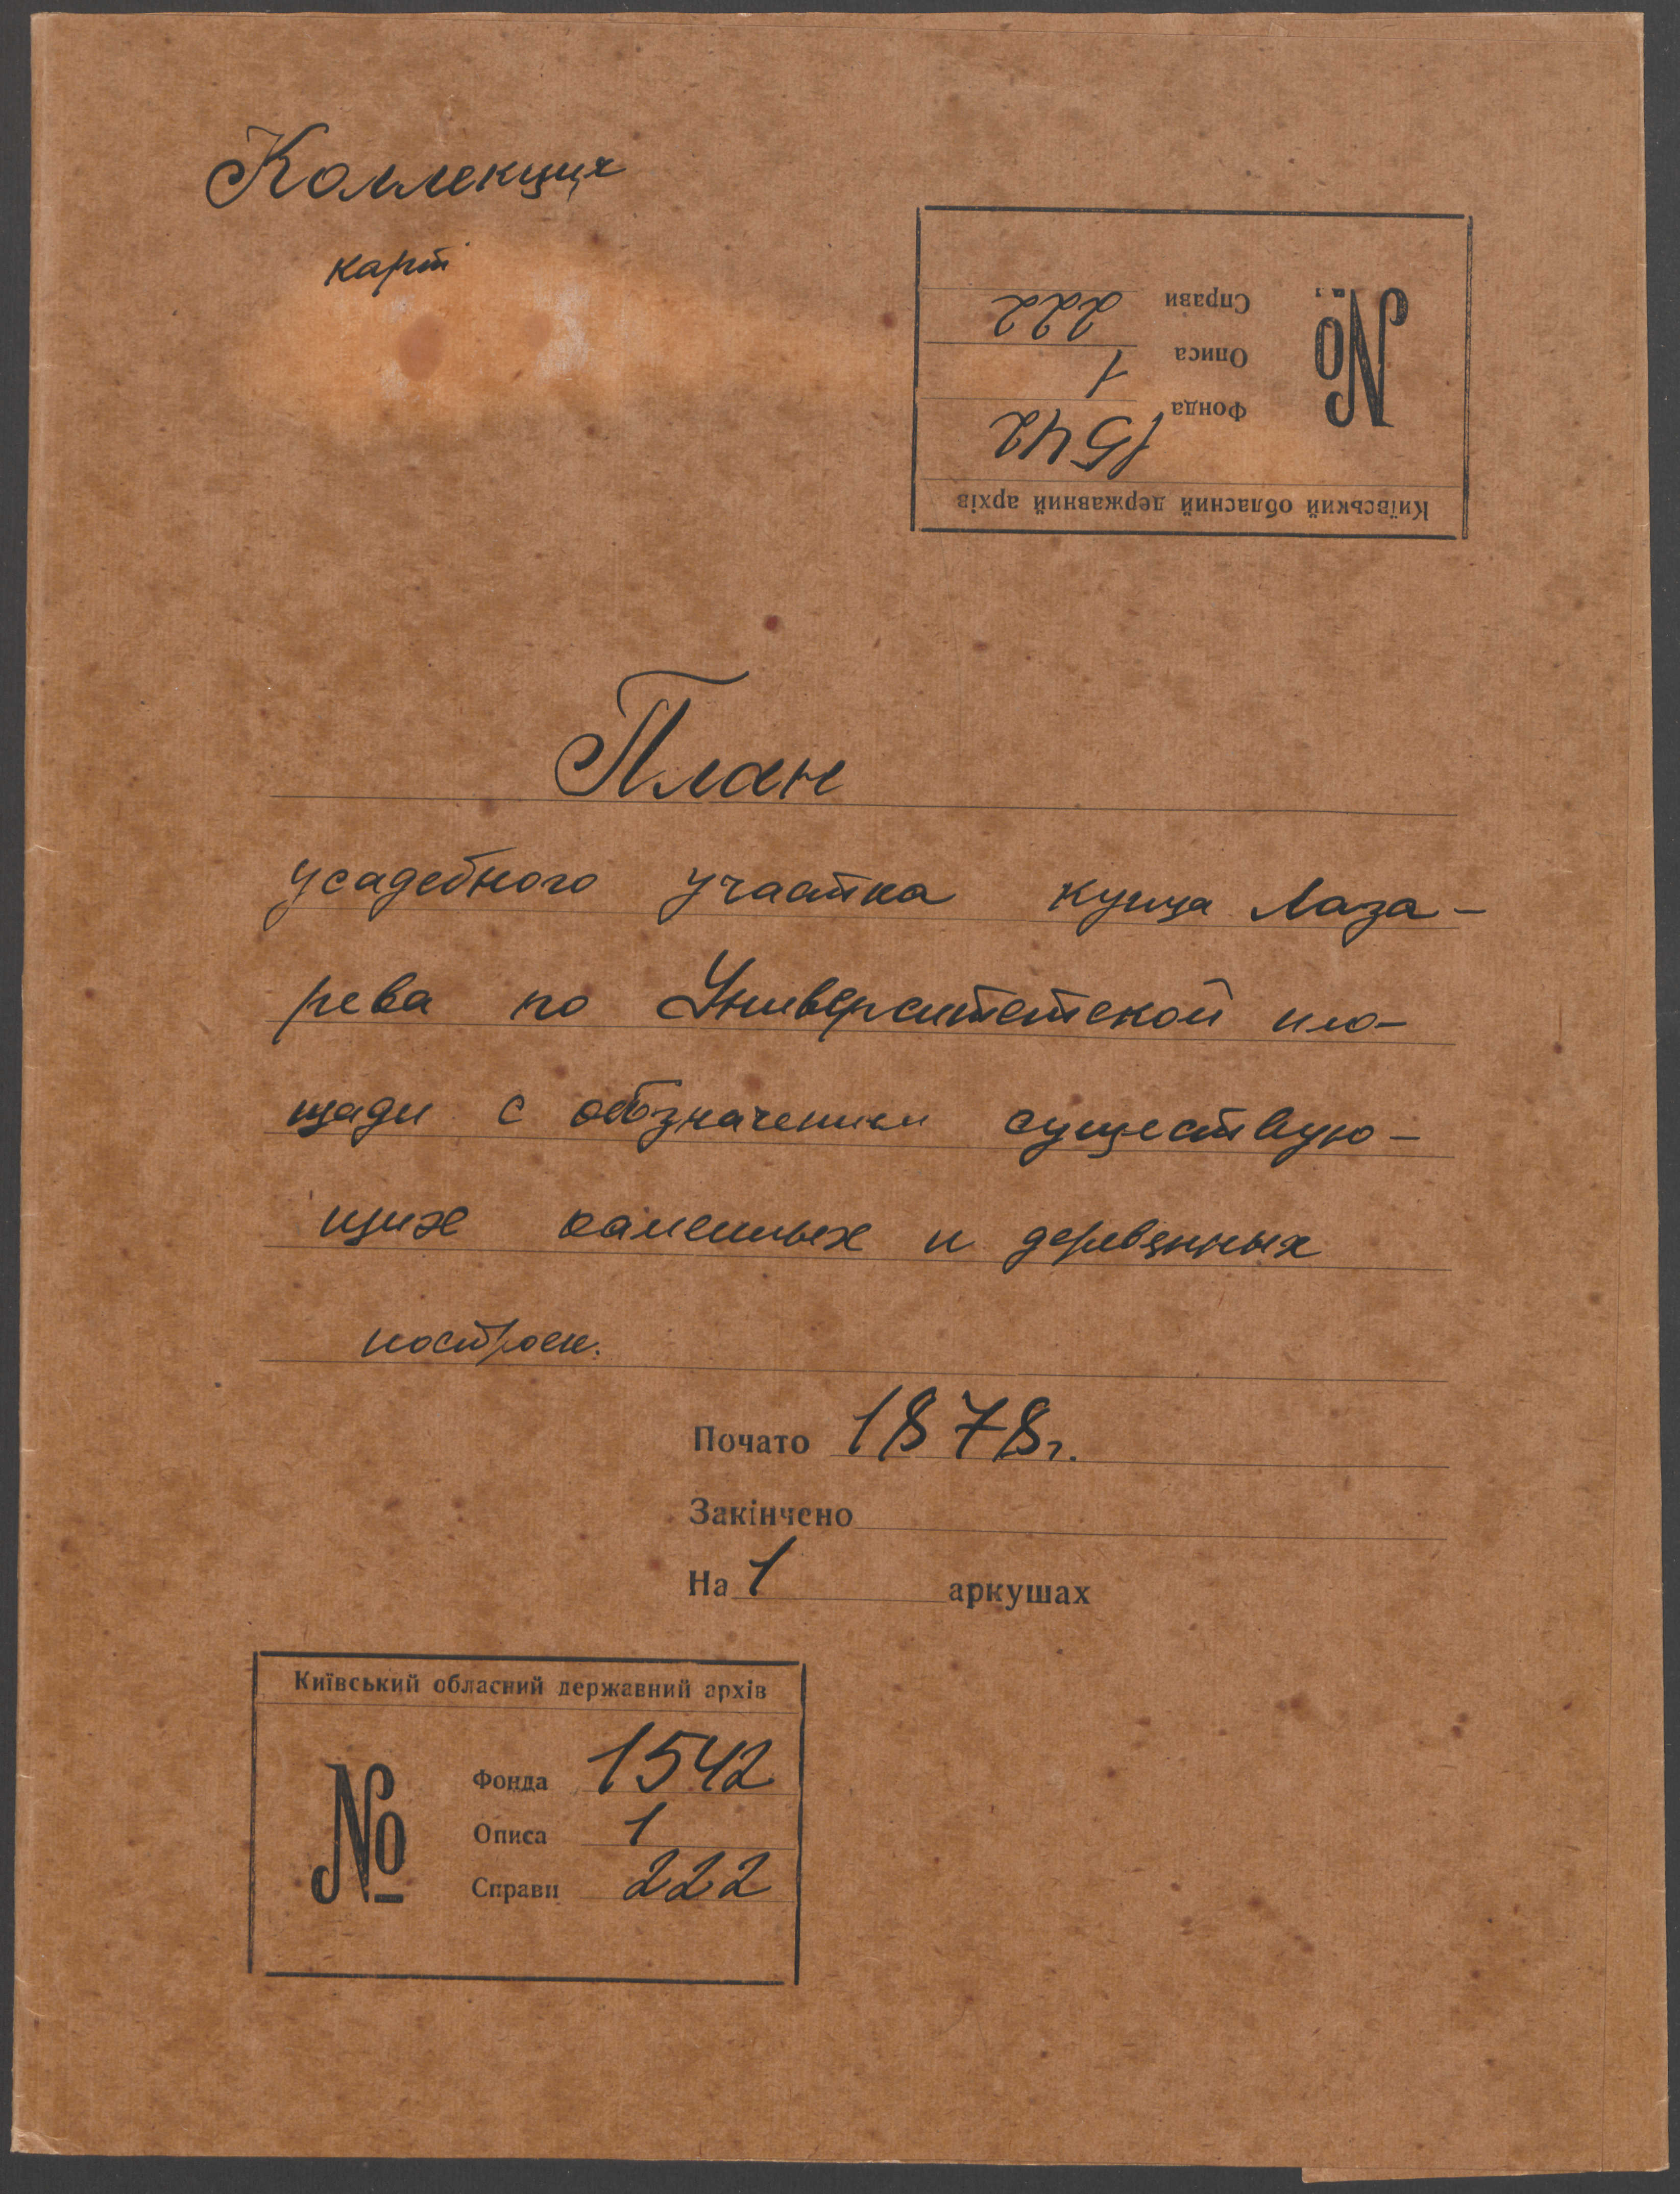 Коллекция
карт
Київський обласний державний архів
№
Фонда 1542
Описа 1
Справи 222
План
усадебного участка купца Лаза-
рева по Университетской пло-
щади с обозначением существую-
щих каменных и деревянных
построек.
Почато 1878г.
Закінчено
На 1 аркушах
Київський обласний державний архів
№
Фонда 1542
Описа 1
Справи 222